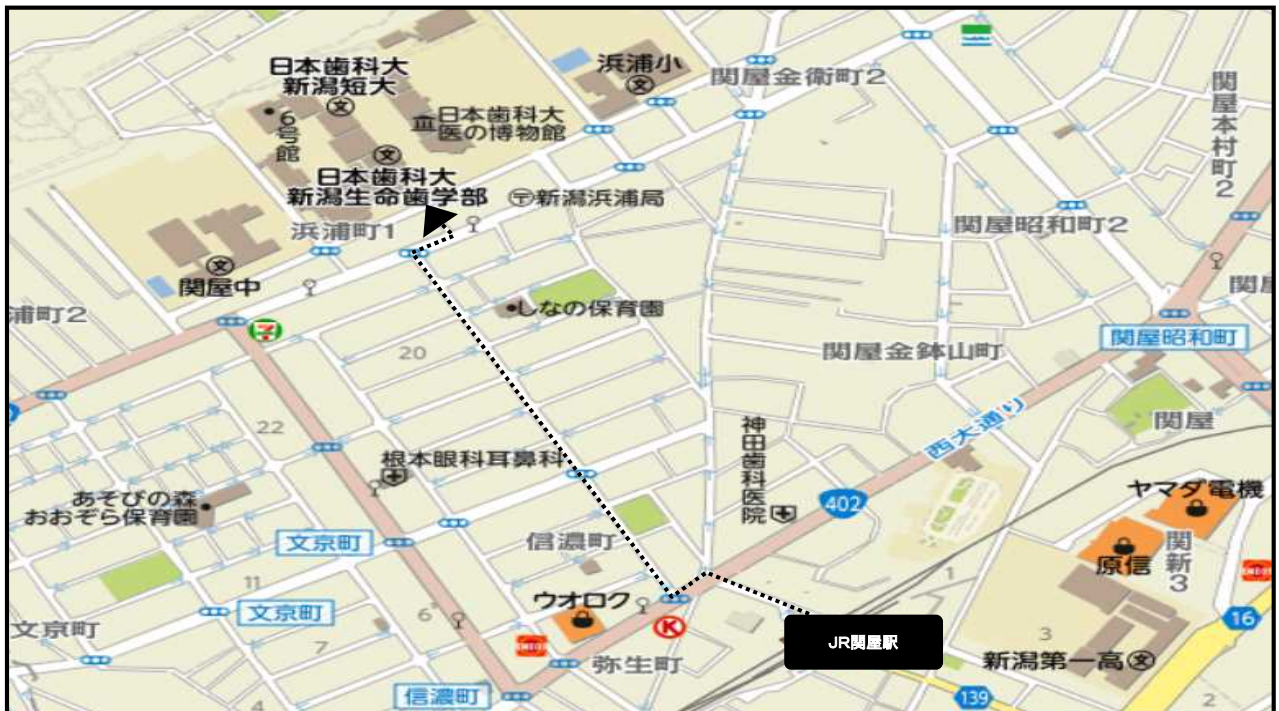 日本歯科大
新潟短大
浜浦小
関屋金衛町2
6号館
日本歯科大
医の博物館
関屋本村町2
日本歯科大
新潟生命歯学部
新潟浜浦局
浜浦町1
関屋昭和町2
関屋中
しなの保育園
浦町2
関屋昭和町
20
関屋金鉢山町
西大通り
関屋
22
根本眼科耳鼻科
神田歯科医院
402
ヤマダ電機
あそびの森
おおぞら保育園
文京町
信濃町
原信
関新3
ENEOS
11
文京町
ウオロク
1
16
文京町
6
7
K
ENEOS
弥生町
JR関屋駅
3
新潟第一高
信濃町
4
139
2